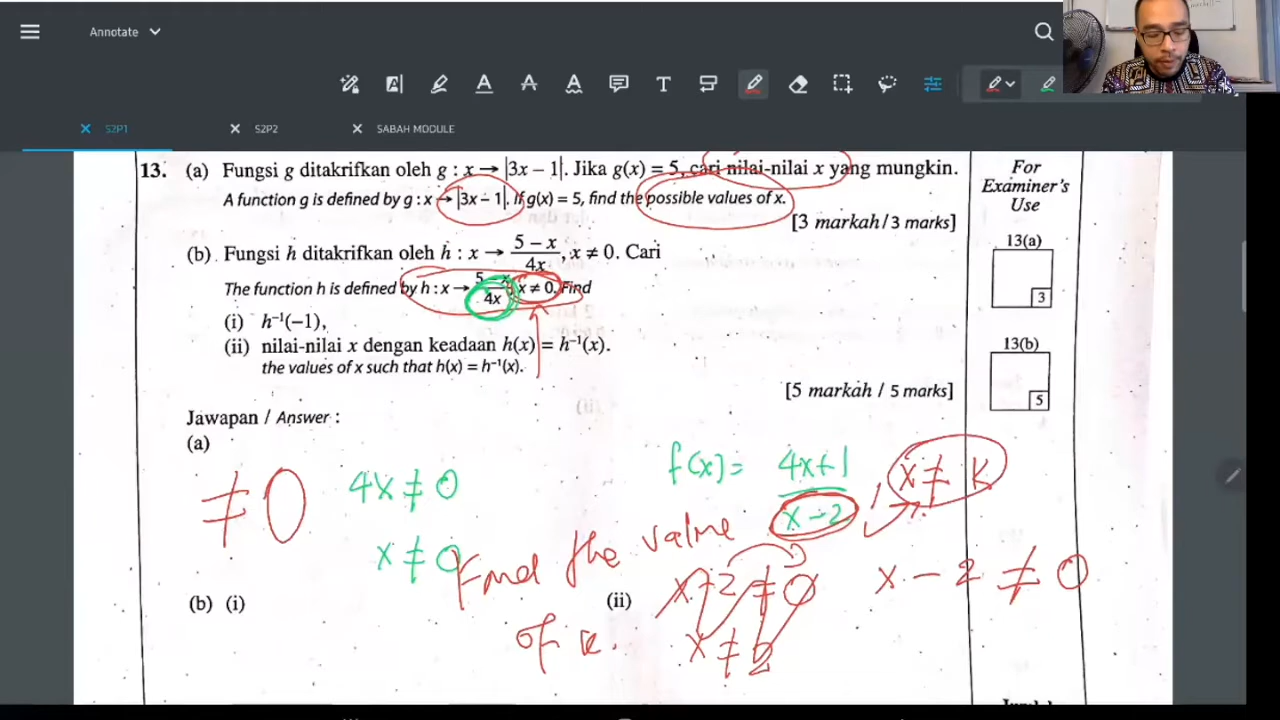 Annotate
S2P1
S2P2
SABAH MODULE
13. (a) Fungsi g ditakrifkan oleh g : x → |3x – 1|. Jika g(x) = 5, cari nilai-nilai x yang mungkin.
A function g is defined by g : x → |3x – 1|. If g(x) = 5, find the possible values of x.
[3 markah / 3 marks]
(b) Fungsi h ditakrifkan oleh h : x → (5 – x)/4x, x ≠ 0. Cari
The function h is defined by h : x → (5 – x)/4x, x ≠ 0. Find
(i) h⁻¹(–1),
(ii) nilai-nilai x dengan keadaan h(x) = h⁻¹(x).
the values of x such that h(x) = h⁻¹(x).
[5 markah / 5 marks]
For
Examiner's
Use
13(a)
3
13(b)
5
Jawapan / Answer :
(a)
≠ 0
4x ≠ 0
x ≠ 0
f(x) = (4x+1)/(x–2), x ≠ k
Find the value
of k.
x – 2 ≠ 0
x ≠ 2
x – 2 ≠ 0
(b) (i)
(ii)